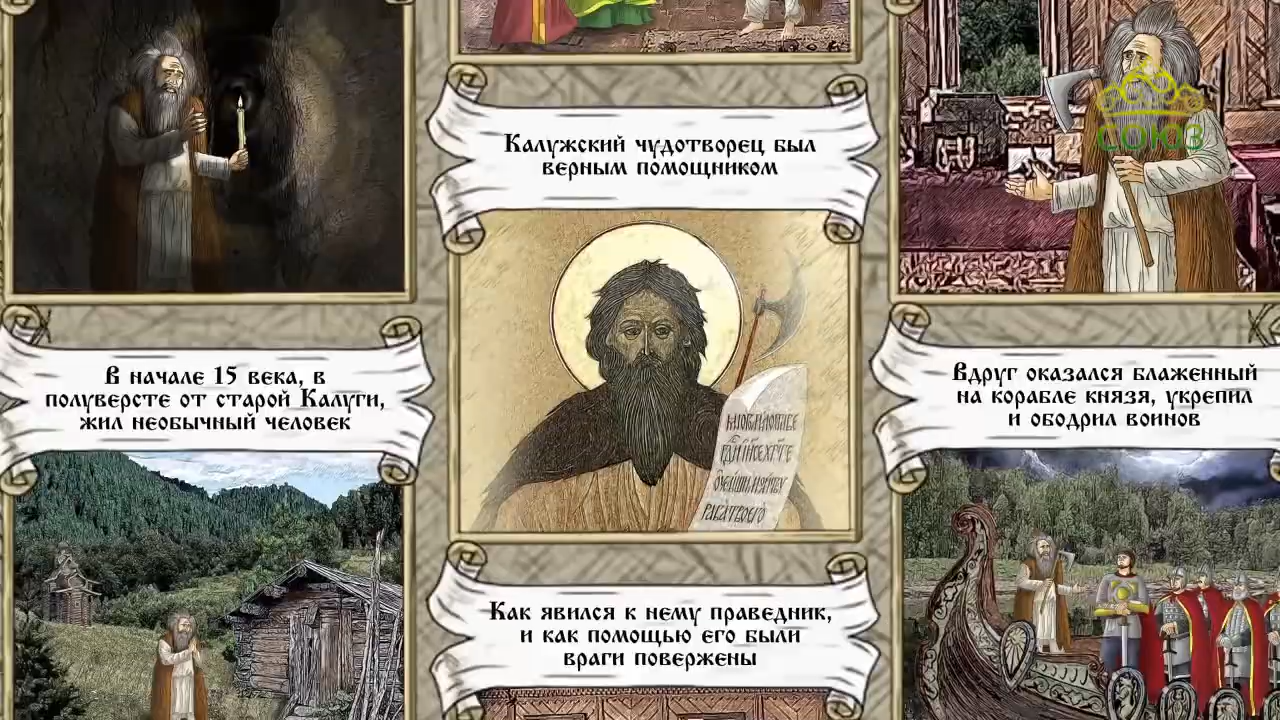 СОЮЗ
Калужский чудотворец был
верным помощником
В начале 15 века, в
полуверсте от старой Калуги,
жил необычный человек
Вдруг оказался блаженный
на корабле князя, укрепил
и ободрил воинов
Как явился к нему праведник,
и как помощью его были
враги повержены